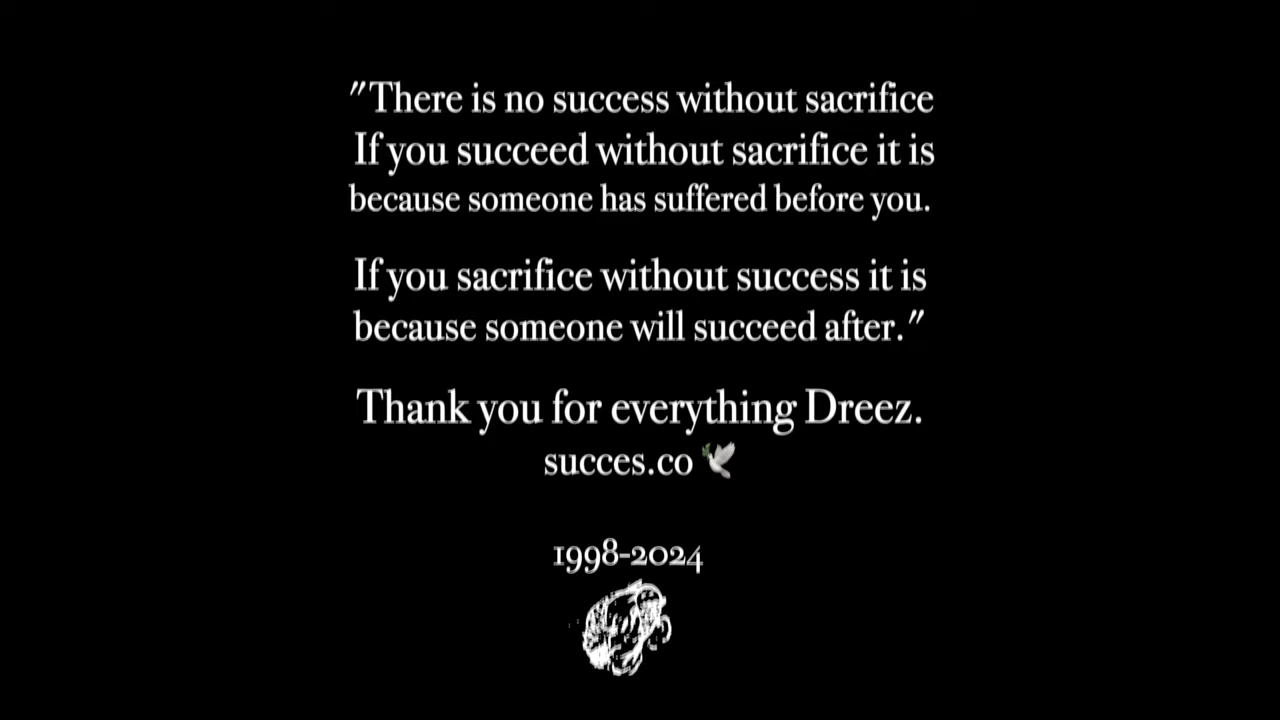 "There is no success without sacrifice
If you succeed without sacrifice it is
because someone has suffered before you.
If you sacrifice without success it is
because someone will succeed after."
Thank you for everything Dreez.
succes.co 🕊️
1998-2024